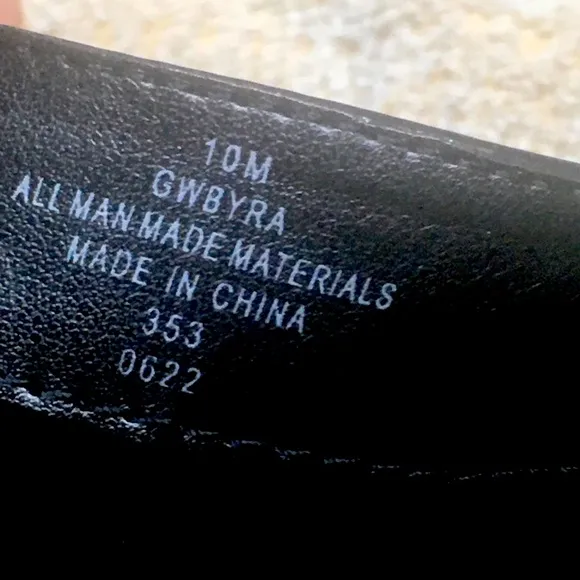 10M
GWBYRA
ALL MAN MADE MATERIALS
MADE IN CHINA
353
0622